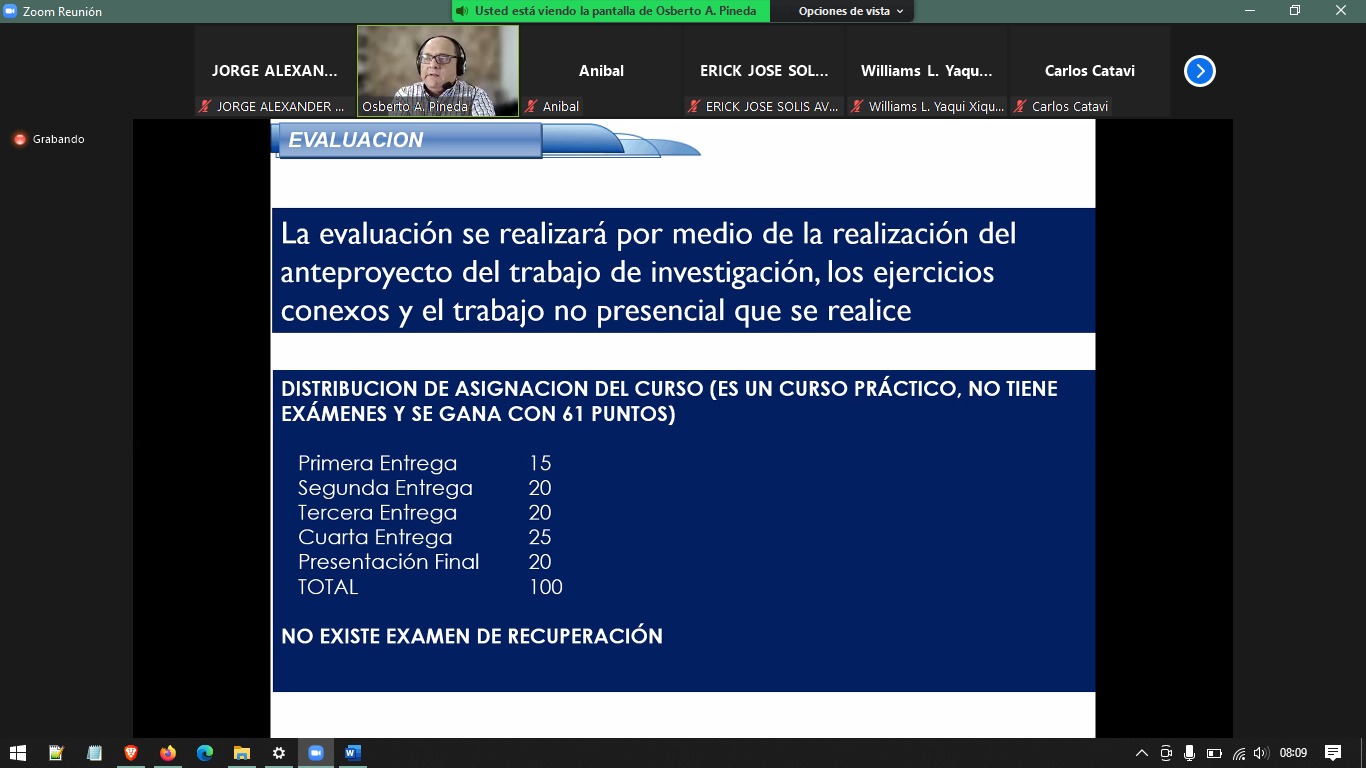 Zoom Reunión
Usted está viendo la pantalla de Osberto A. Pineda
Opciones de vista
JORGE ALEXAN...
Anibal
ERICK JOSE SOL...
Williams L. Yaqu...
Carlos Catavi
JORGE ALEXANDER ...
Osberto A. Pineda
Anibal
ERICK JOSE SOLIS AV...
Williams L. Yaqui Xiqu...
Carlos Catavi
Grabando
EVALUACION
La evaluación se realizará por medio de la realización del
anteproyecto del trabajo de investigación, los ejercicios
conexos y el trabajo no presencial que se realice
DISTRIBUCION DE ASIGNACION DEL CURSO (ES UN CURSO PRÁCTICO, NO TIENE
EXÁMENES Y SE GANA CON 61 PUNTOS)
Primera Entrega 15
Segunda Entrega 20
Tercera Entrega 20
Cuarta Entrega 25
Presentación Final 20
TOTAL 100
NO EXISTE EXAMEN DE RECUPERACIÓN
08:09